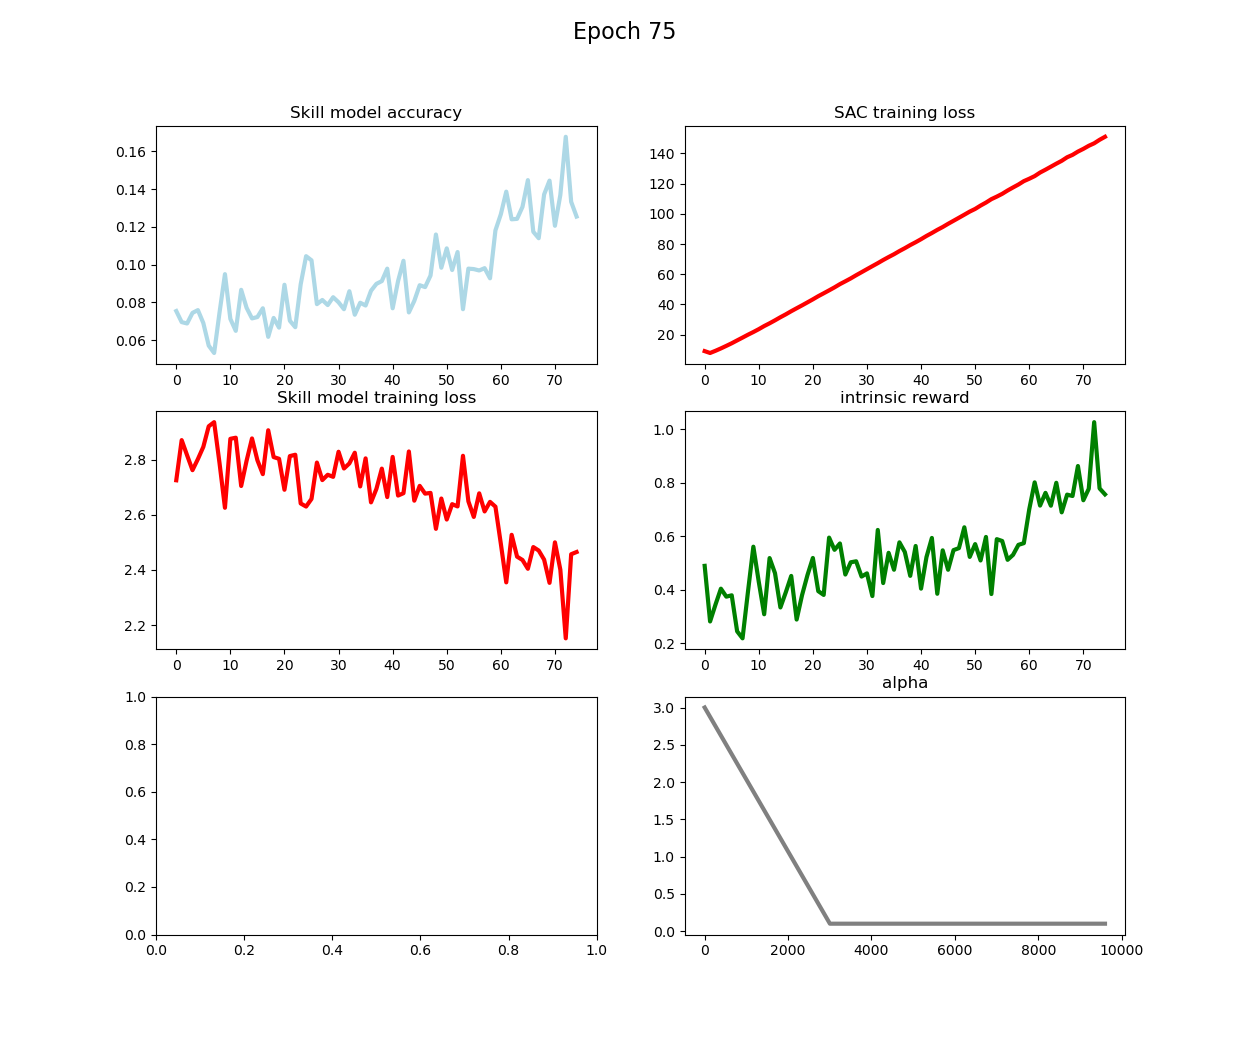 Epoch 75
Skill model accuracy
0.16
0.14
0.12
0.10
0.08
0.06
0 10 20 30 40 50 60 70
SAC training loss
140
120
100
80
60
40
20
0 10 20 30 40 50 60 70
Skill model training loss
2.8
2.6
2.4
2.2
0 10 20 30 40 50 60 70
intrinsic reward
1.0
0.8
0.6
0.4
0.2
0 10 20 30 40 50 60 70
1.0
0.8
0.6
0.4
0.2
0.0
0.0 0.2 0.4 0.6 0.8 1.0
alpha
3.0
2.5
2.0
1.5
1.0
0.5
0.0
0 2000 4000 6000 8000 10000